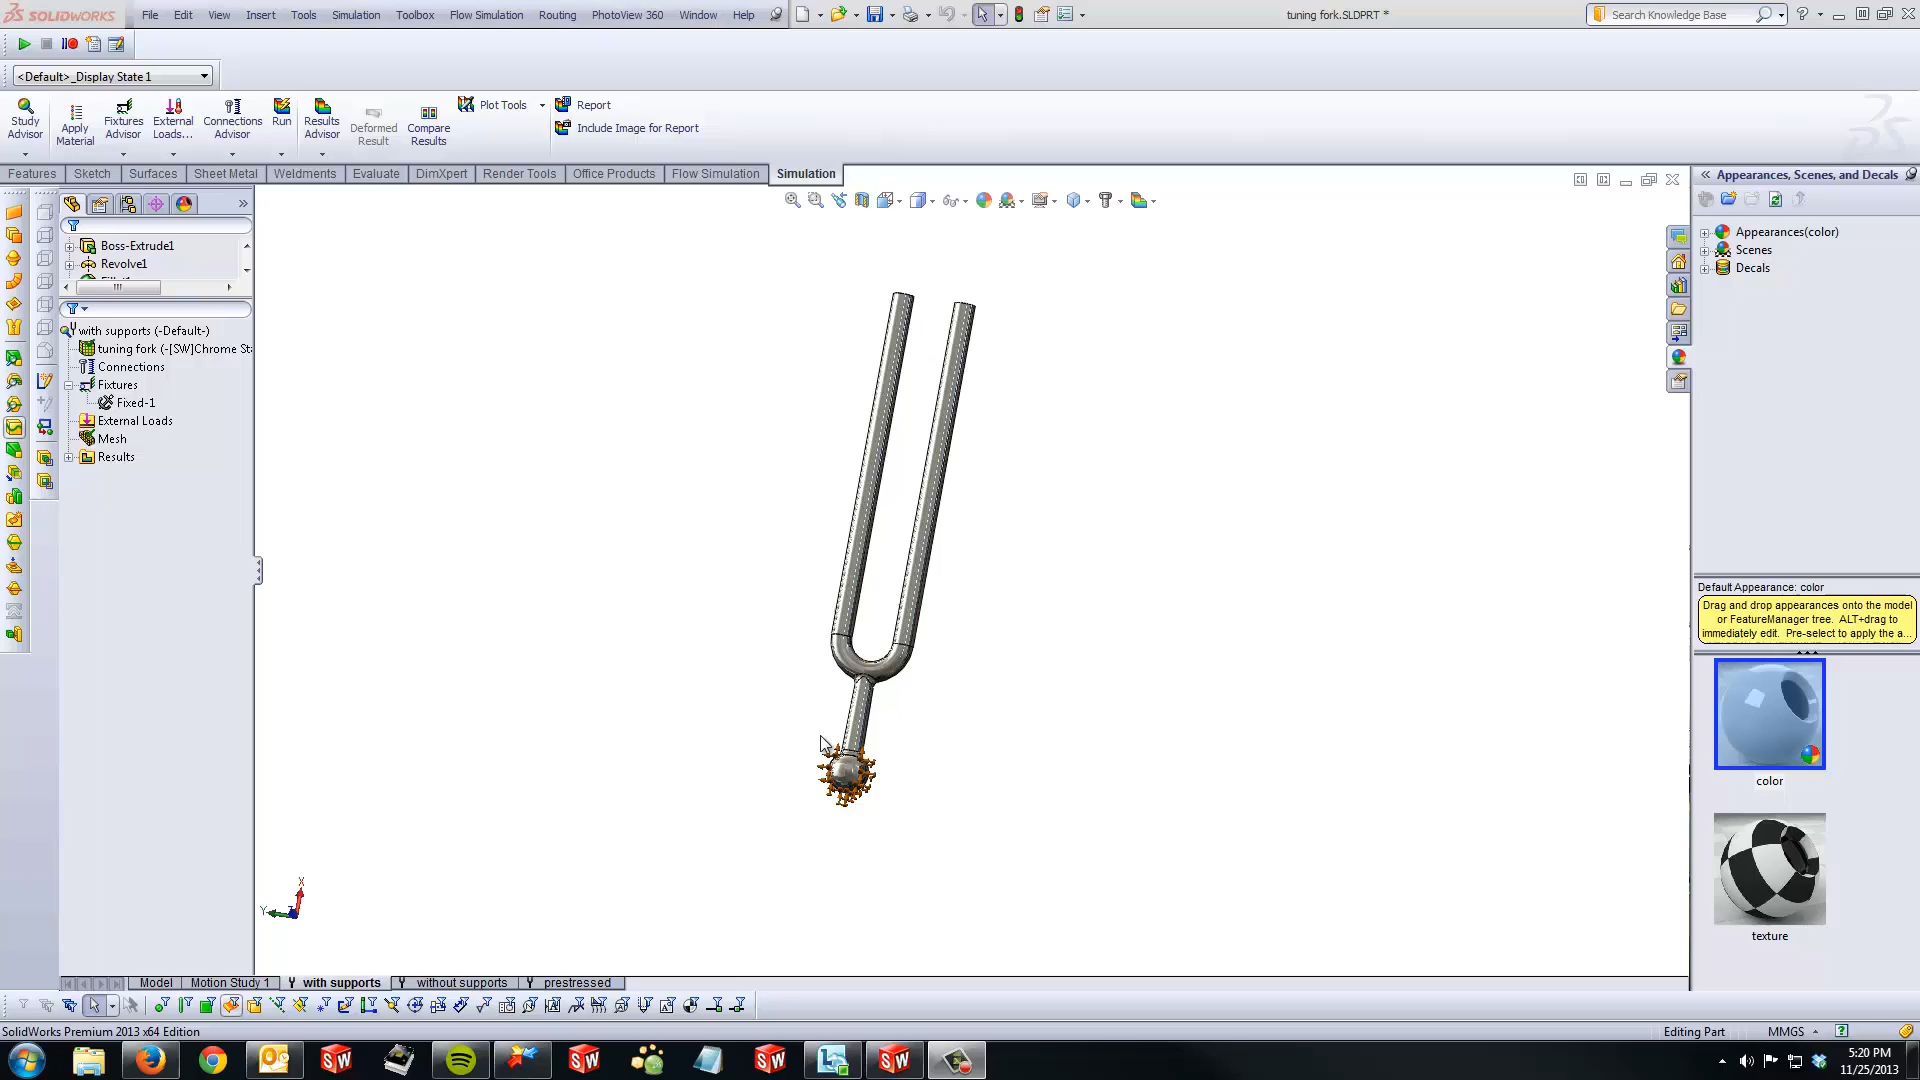 SOLIDWORKS File Edit View Insert Tools Simulation Toolbox Flow Simulation Routing PhotoView 360 Window Help
tuning fork.SLDPRT *
Search Knowledge Base
<Default>_Display State 1
Study Advisor
Apply Material
Fixtures Advisor
External Loads...
Connections Advisor
Run
Results Advisor
Deformed Result
Compare Results
Plot Tools
Report
Include Image for Report
Features Sketch Surfaces Sheet Metal Weldments Evaluate DimXpert Render Tools Office Products Flow Simulation Simulation
Boss-Extrude1
Revolve1
with supports (-Default-)
tuning fork (-[SW]Chrome St
Connections
Fixtures
Fixed-1
External Loads
Mesh
Results
X
Y
Z
Appearances, Scenes, and Decals
Appearances(color)
Scenes
Decals
Default Appearance: color
Drag and drop appearances onto the model
or FeatureManager tree. ALT+drag to
immediately edit. Pre-select to apply the a...
color
texture
Model Motion Study 1 with supports without supports prestressed
SolidWorks Premium 2013 x64 Edition
Editing Part
MMGS
5:20 PM
11/25/2013